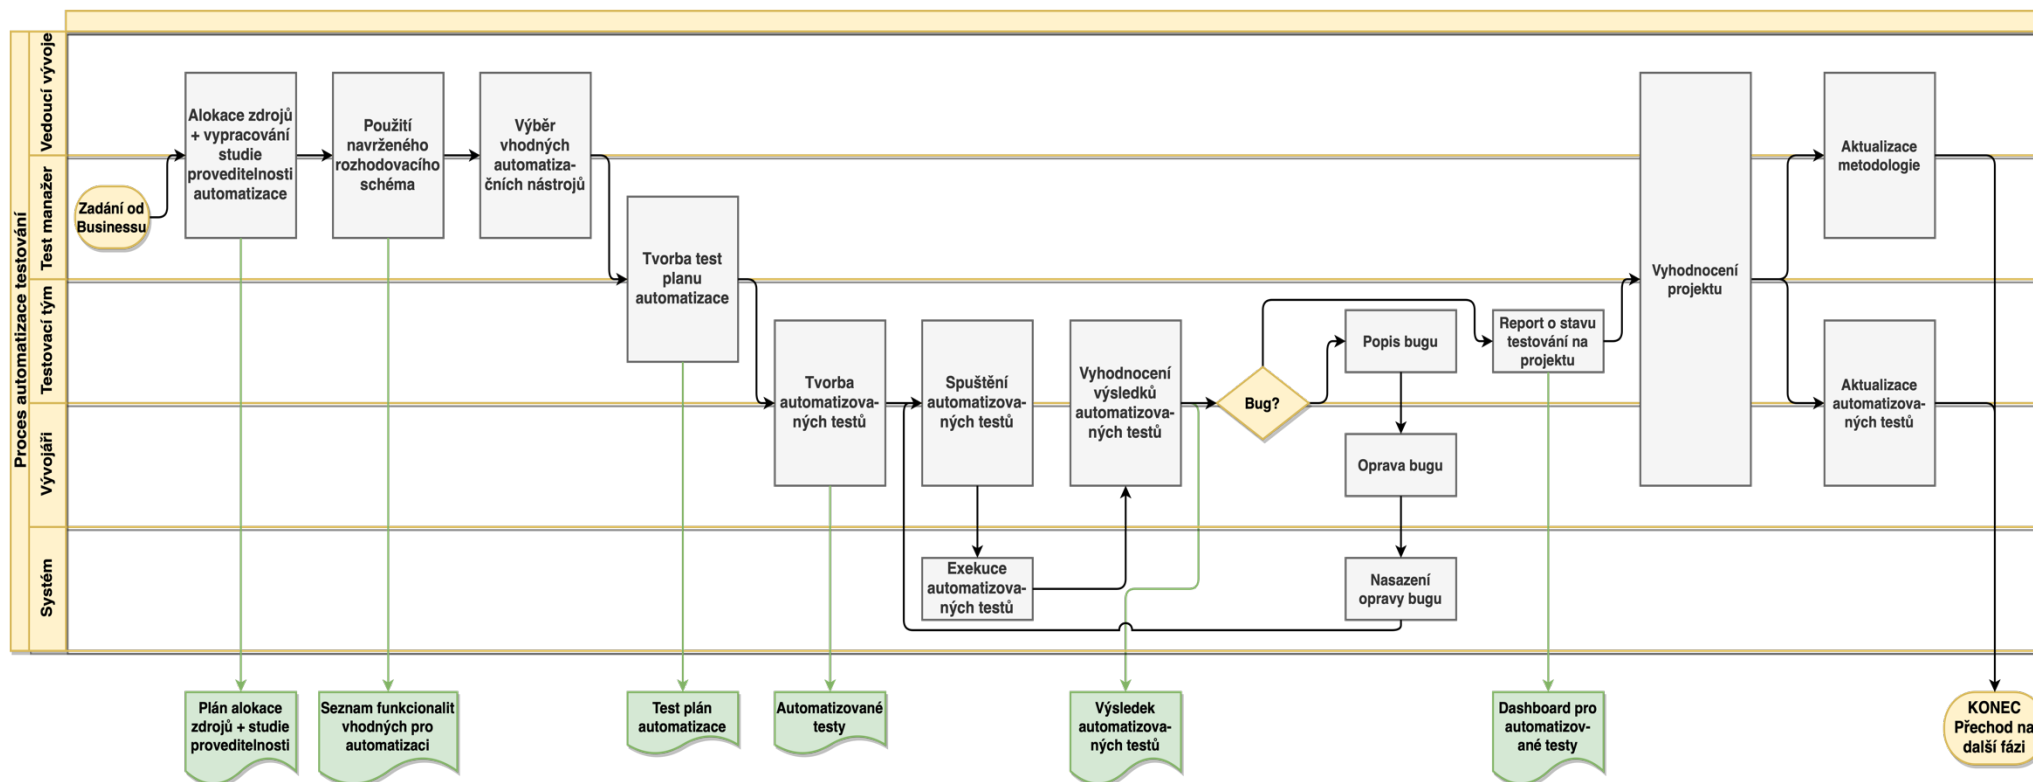 Proces automatizace testování
Vedoucí vývoje
Test manažer
Testovací tým
Vývojáři
Systém
Zadání od
Businessu
Alokace zdrojů
+ vypracování
studie
proveditelnosti
automatizace
Použití
navrženého
rozhodovacího
schéma
Výběr
vhodných
automatiza-
čních nástrojů
Tvorba test
planu
automatizace
Tvorba
automatizova-
ných testů
Spuštění
automatizova-
ných testů
Exekuce
automatizova-
ných testů
Vyhodnocení
výsledků
automatizova-
ných testů
Bug?
Popis bugu
Oprava bugu
Nasazení
opravy bugu
Report o stavu
testování na
projektu
Vyhodnocení
projektu
Aktualizace
metodologie
Aktualizace
automatizova-
ných testů
Plán alokace
zdrojů + studie
proveditelnosti
Seznam funkcionalit
vhodných pro
automatizaci
Test plán
automatizace
Automatizované
testy
Výsledek
automatizova-
ných testů
Dashboard pro
automatizov-
ané testy
KONEC
Přechod na
další fázi